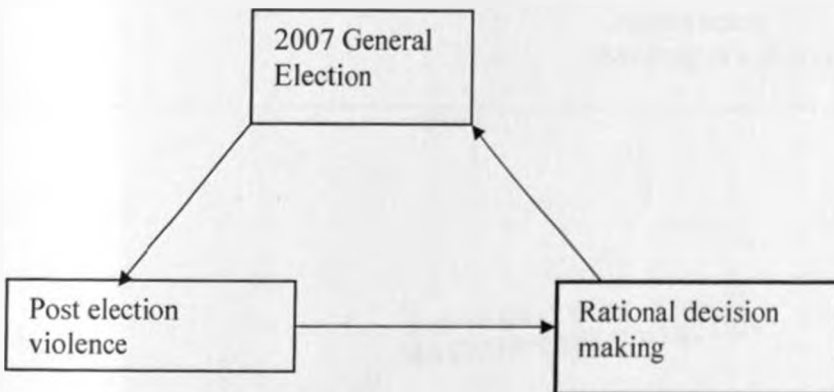 2007 General
Election
Post election
violence
Rational decision
making